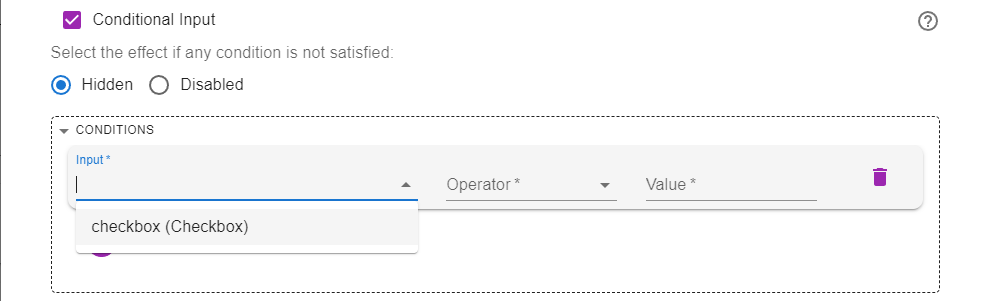 Conditional Input
Select the effect if any condition is not satisfied:
Hidden Disabled
CONDITIONS
Input *
Operator * Value *
checkbox (Checkbox)